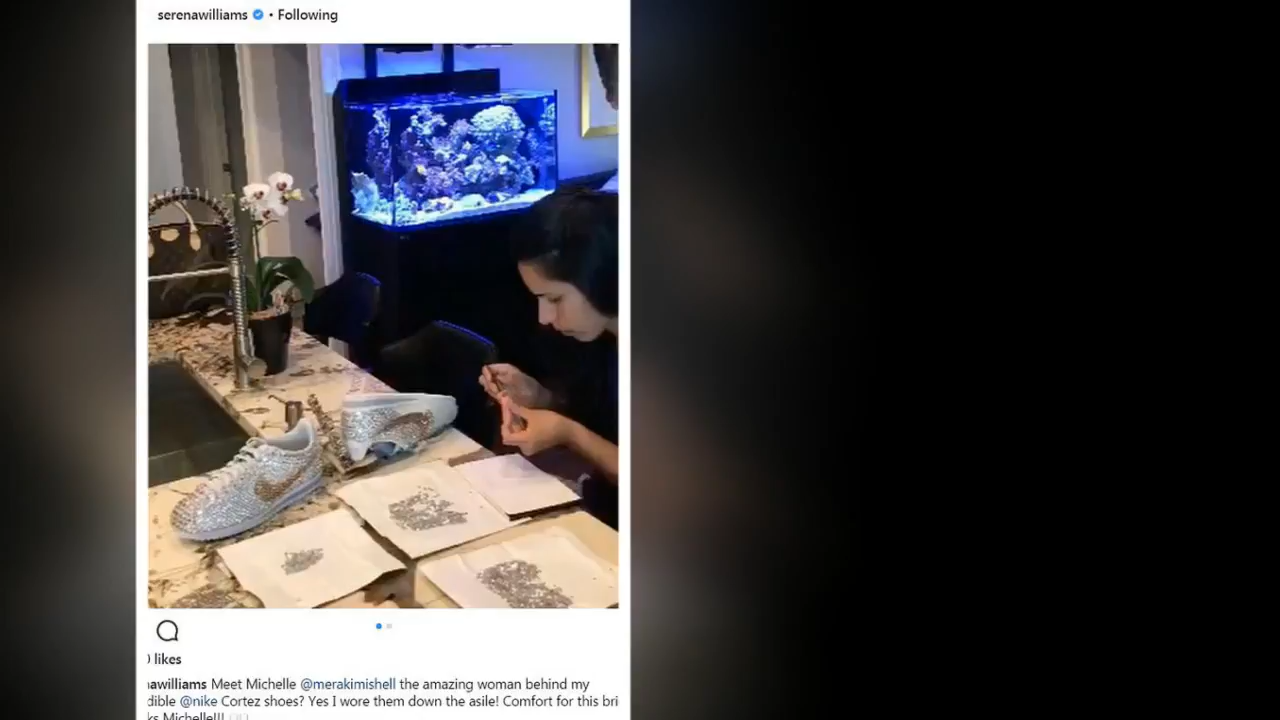 serenawilliams • Following
likes
awilliams Meet Michelle @merakimishell the amazing woman behind my
dible @nike Cortez shoes? Yes I wore them down the asile! Comfort for this bri
ks Michelle!!!